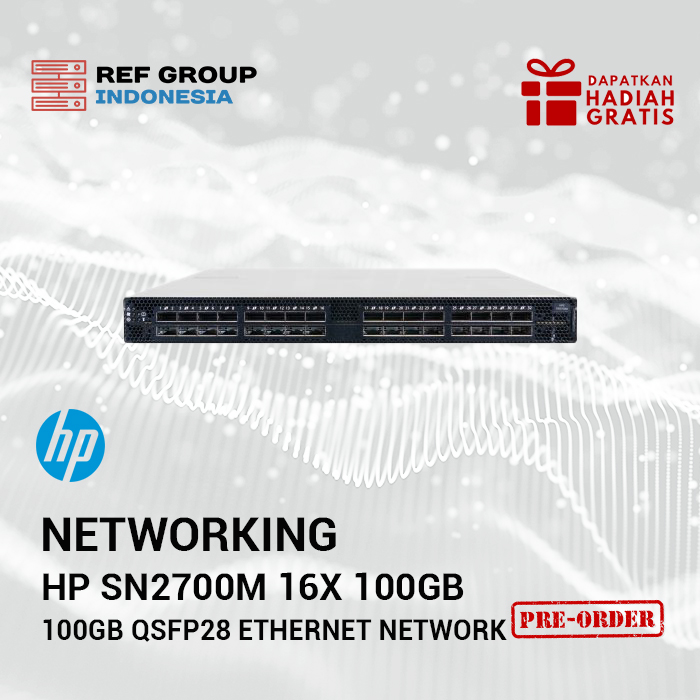 REF GROUP
INDONESIA
DAPATKAN
HADIAH
GRATIS
hp
NETWORKING
HP SN2700M 16X 100GB
100GB QSFP28 ETHERNET NETWORK
PRE-ORDER